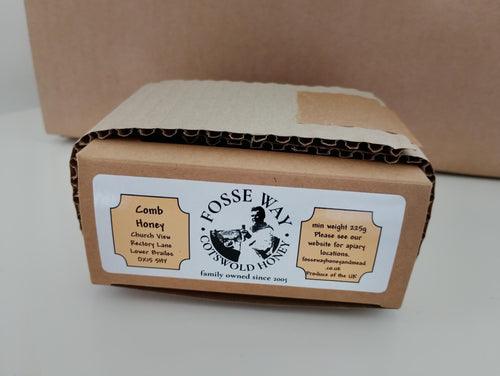 Comb
Honey
Church View
Rectory Lane
Lower Brailes
OX15 5HY
FOSSE WAY
COTSWOLD HONEY
family owned since 2005
min weight 225g
Please see our
website for apiary
locations.
fossewayhoneyandmead
.co.uk
Produce of the UK